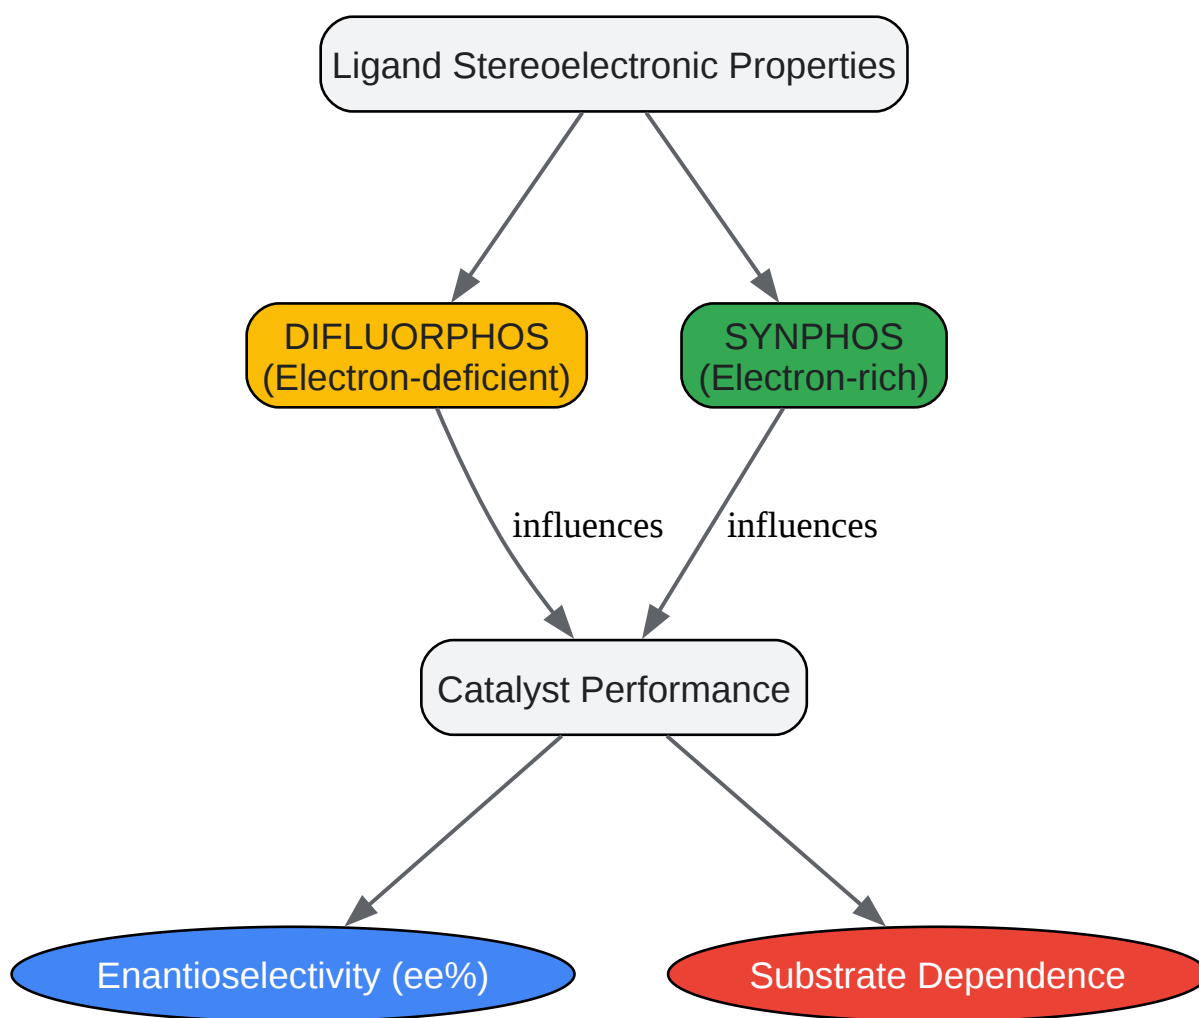 Ligand Stereoelectronic Properties
DIFLUORPHOS
(Electron-deficient)
SYNPHOS
(Electron-rich)
influences
influences
Catalyst Performance
Enantioselectivity (ee%)
Substrate Dependence